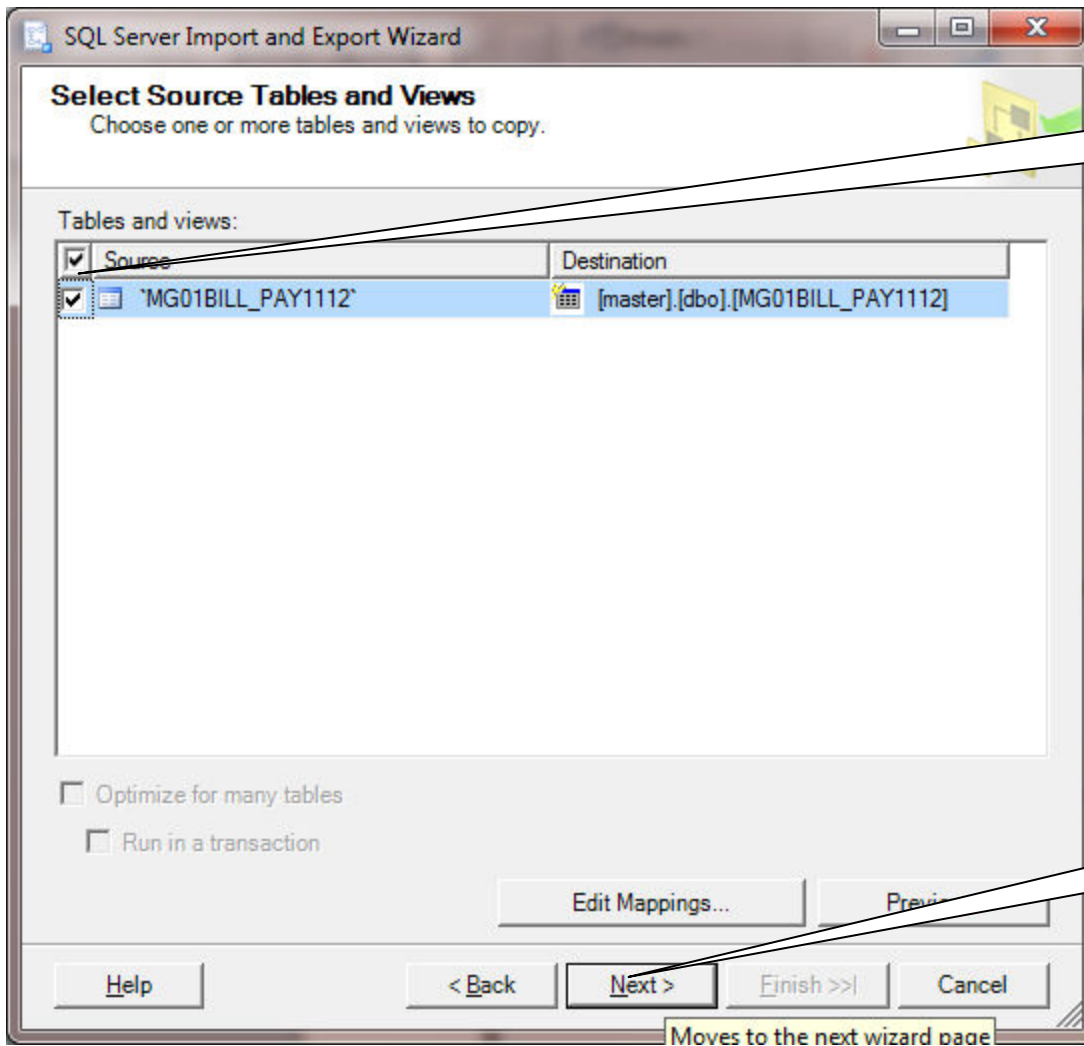 SQL Server Import and Export Wizard
Select Source Tables and Views
Choose one or more tables and views to copy.
Tables and views:
Source Destination
`MG01BILL_PAY1112` [master].[dbo].[MG01BILL_PAY1112]
Optimize for many tables
Run in a transaction
Edit Mappings...
Help < Back Next > Finish >>| Cancel
Moves to the next wizard page